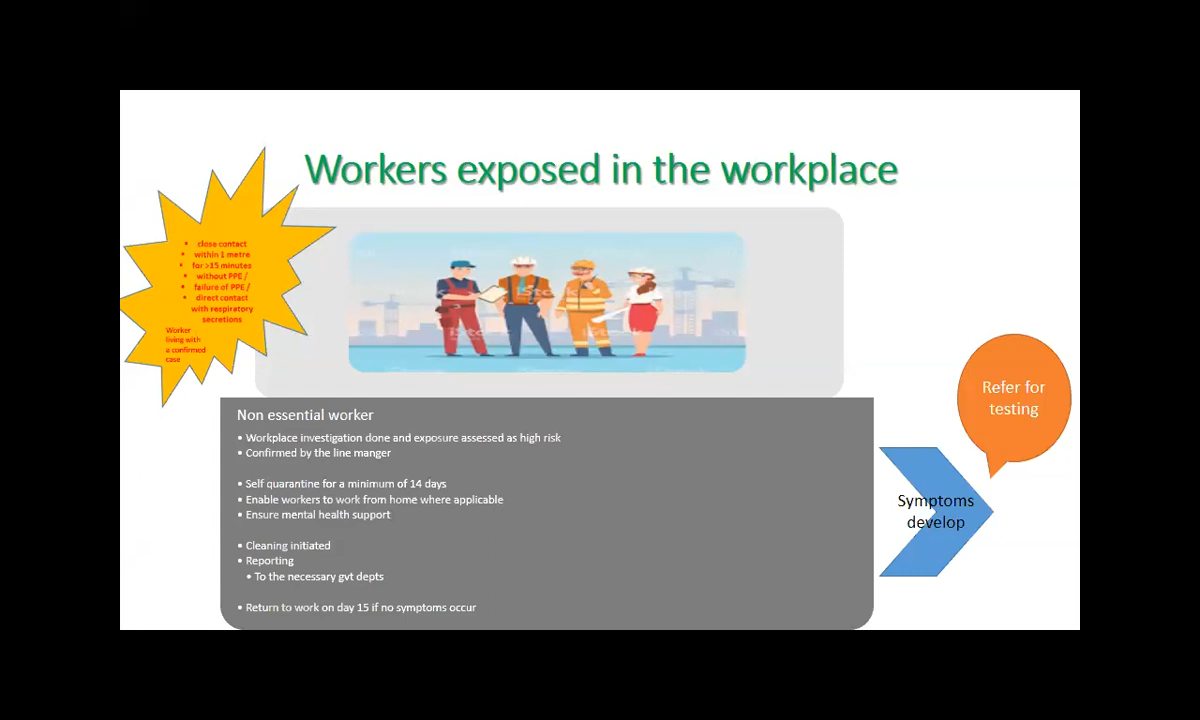 Workers exposed in the workplace
• close contact
• within 1 metre
• for >15 minutes
• without PPE /
• failure of PPE /
• direct contact
with respiratory
secretions
Worker
living with
a confirmed
case
iStock
iStock
iStock
Non essential worker
• Workplace investigation done and exposure assessed as high risk
• Confirmed by the line manger
• Self quarantine for a minimum of 14 days
• Enable workers to work from home where applicable
• Ensure mental health support
• Cleaning initiated
• Reporting
• To the necessary gvt depts
• Return to work on day 15 if no symptoms occur
Refer for
testing
Symptoms
develop